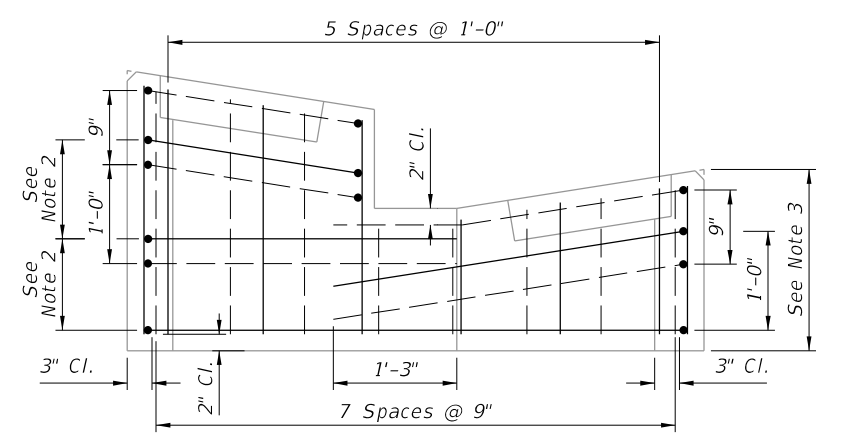 5 Spaces @ 1'-0"
9"
2" Cl.
See
Note 2
1'-0"
9"
See
Note 2
1'-0"
See Note 3
3" Cl.
2" Cl.
1'-3"
3" Cl.
7 Spaces @ 9"